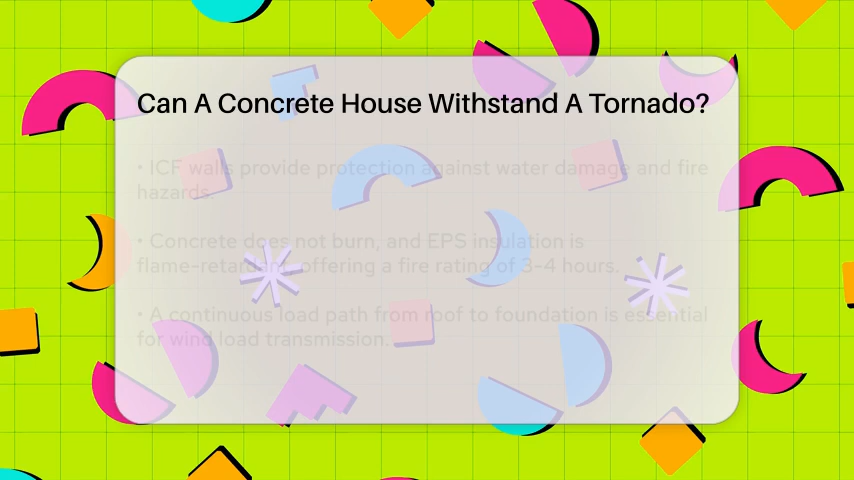 Can A Concrete House Withstand A Tornado?
• ICF walls provide protection against water damage and fire
hazards.
• Concrete does not burn, and EPS insulation is
flame-retardant, offering a fire rating of 3-4 hours.
• A continuous load path from roof to foundation is essential
for wind load transmission.